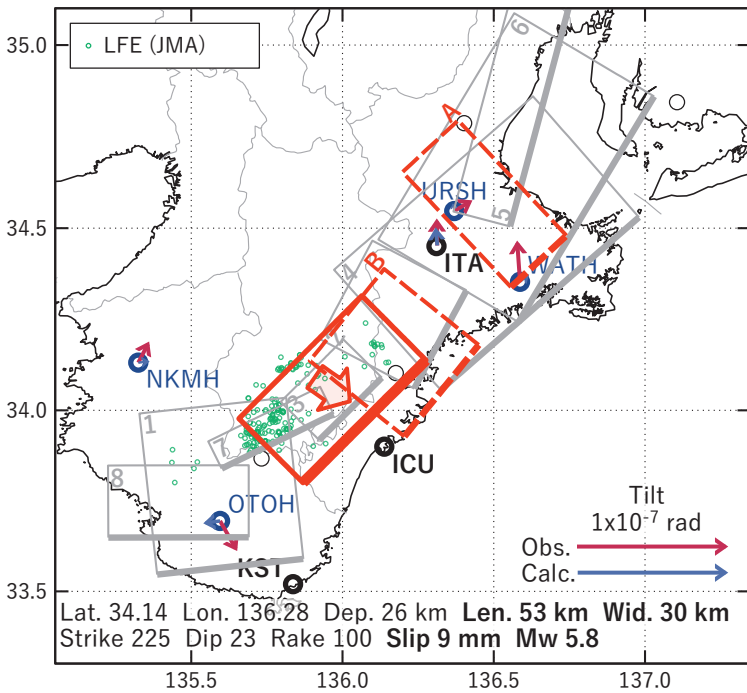 35.0
34.5
34.0
33.5
LFE (JMA)
6
A
URSH
5
ITA
WATH
4
B
2
NKMH
3
1
7
8
ICU
OTOH
KST
Tilt
1x10⁻⁷ rad
Obs.
Calc.
Lat. 34.14 Lon. 136.28 Dep. 26 km Len. 53 km Wid. 30 km
Strike 225 Dip 23 Rake 100 Slip 9 mm Mw 5.8
135.5 136.0 136.5 137.0